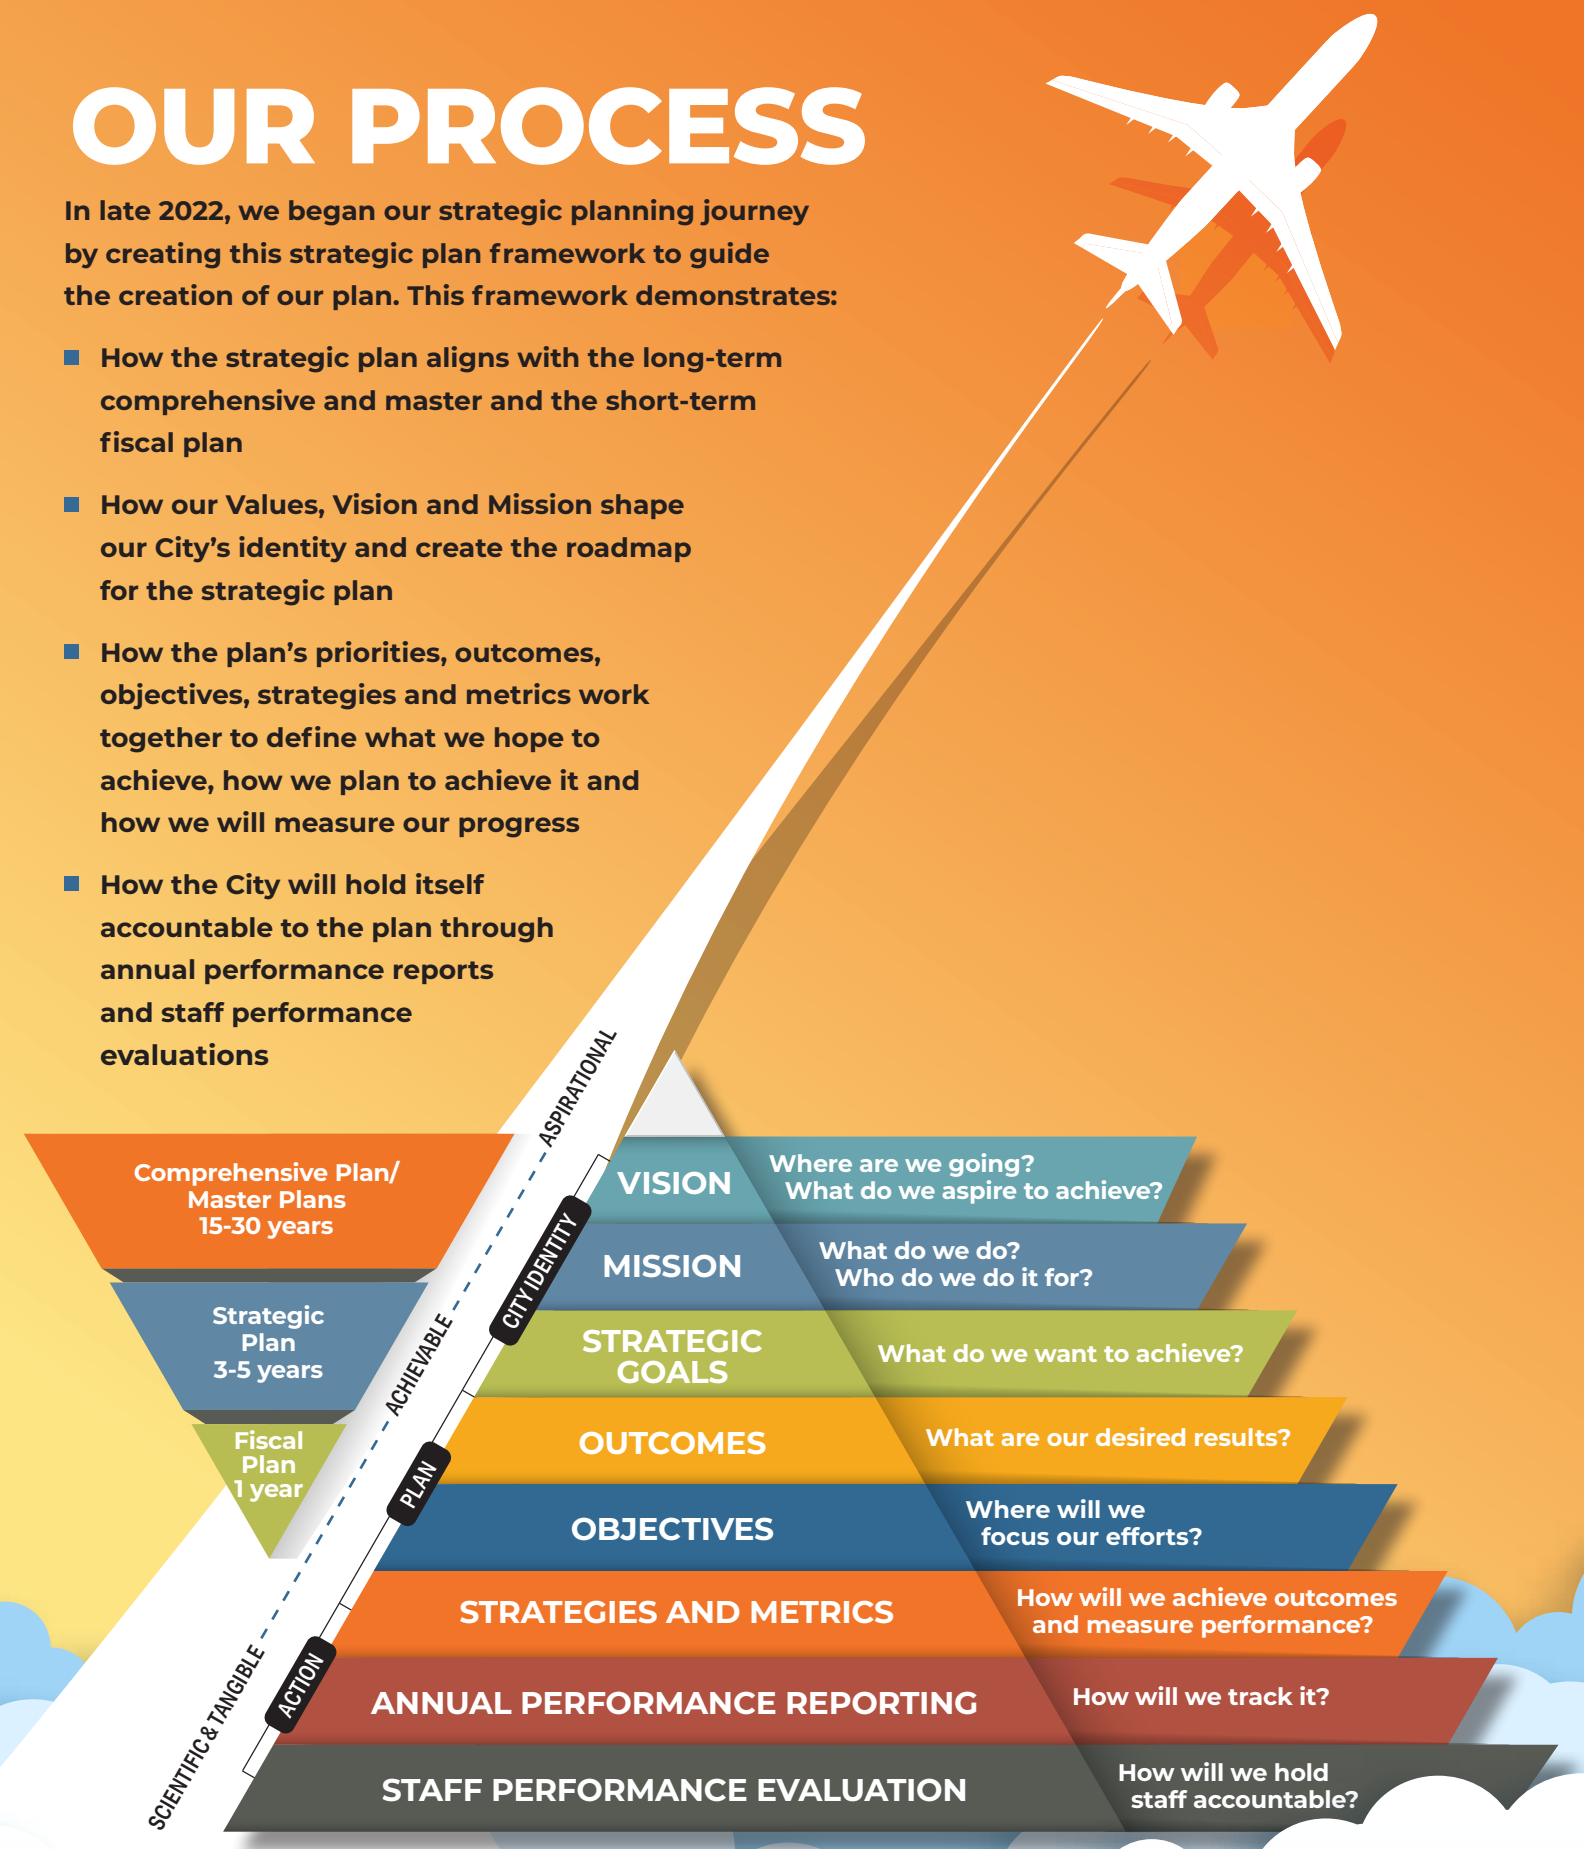 OUR PROCESS
In late 2022, we began our strategic planning journey
by creating this strategic plan framework to guide
the creation of our plan. This framework demonstrates:
How the strategic plan aligns with the long-term
comprehensive and master and the short-term
fiscal plan
How our Values, Vision and Mission shape
our City’s identity and create the roadmap
for the strategic plan
How the plan’s priorities, outcomes,
objectives, strategies and metrics work
together to define what we hope to
achieve, how we plan to achieve it and
how we will measure our progress
How the City will hold itself
accountable to the plan through
annual performance reports
and staff performance
evaluations
Comprehensive Plan/
Master Plans
15-30 years
Strategic
Plan
3-5 years
Fiscal
Plan
1 year
ASPIRATIONAL
ACHIEVABLE
SCIENTIFIC & TANGIBLE
CITY IDENTITY
PLAN
ACTION
VISION
Where are we going?
What do we aspire to achieve?
MISSION
What do we do?
Who do we do it for?
STRATEGIC
GOALS
What do we want to achieve?
OUTCOMES
What are our desired results?
OBJECTIVES
Where will we
focus our efforts?
STRATEGIES AND METRICS
How will we achieve outcomes
and measure performance?
ANNUAL PERFORMANCE REPORTING
How will we track it?
STAFF PERFORMANCE EVALUATION
How will we hold
staff accountable?